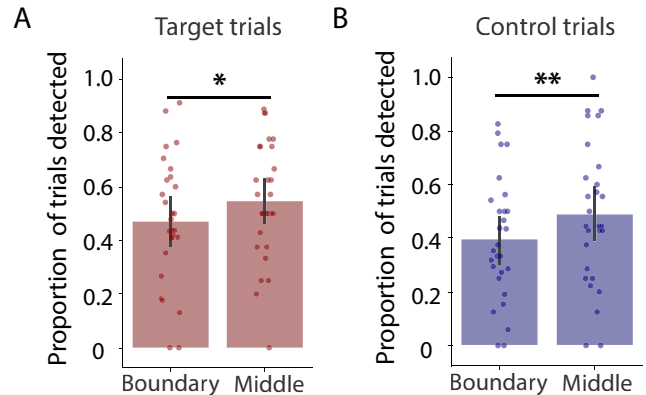 A
Target trials
Proportion of trials detected
1.0
0.8
0.6
0.4
0.2
0
*
Boundary
Middle
B
Control trials
Proportion of trials detected
1.0
0.8
0.6
0.4
0.2
0
**
Boundary
Middle